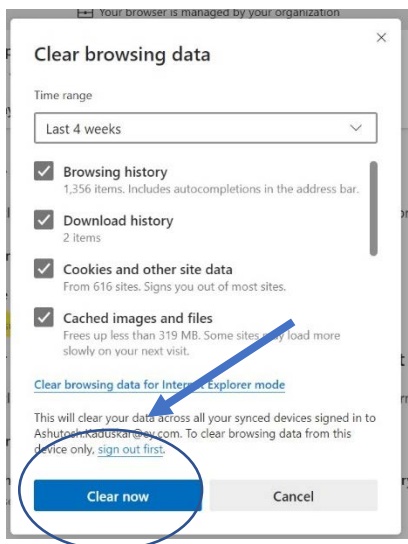 Your browser is managed by your organization
Clear browsing data
Time range
Last 4 weeks
Browsing history
1,356 items. Includes autocompletions in the address bar.
Download history
2 items
Cookies and other site data
From 616 sites. Signs you out of most sites.
Cached images and files
Frees up less than 319 MB. Some sites may load more
slowly on your next visit.
Clear browsing data for Internet Explorer mode
This will clear your data across all your synced devices signed in to
Ashutosh.Kaduskar@ey.com. To clear browsing data from this
device only, sign out first.
Clear now
Cancel